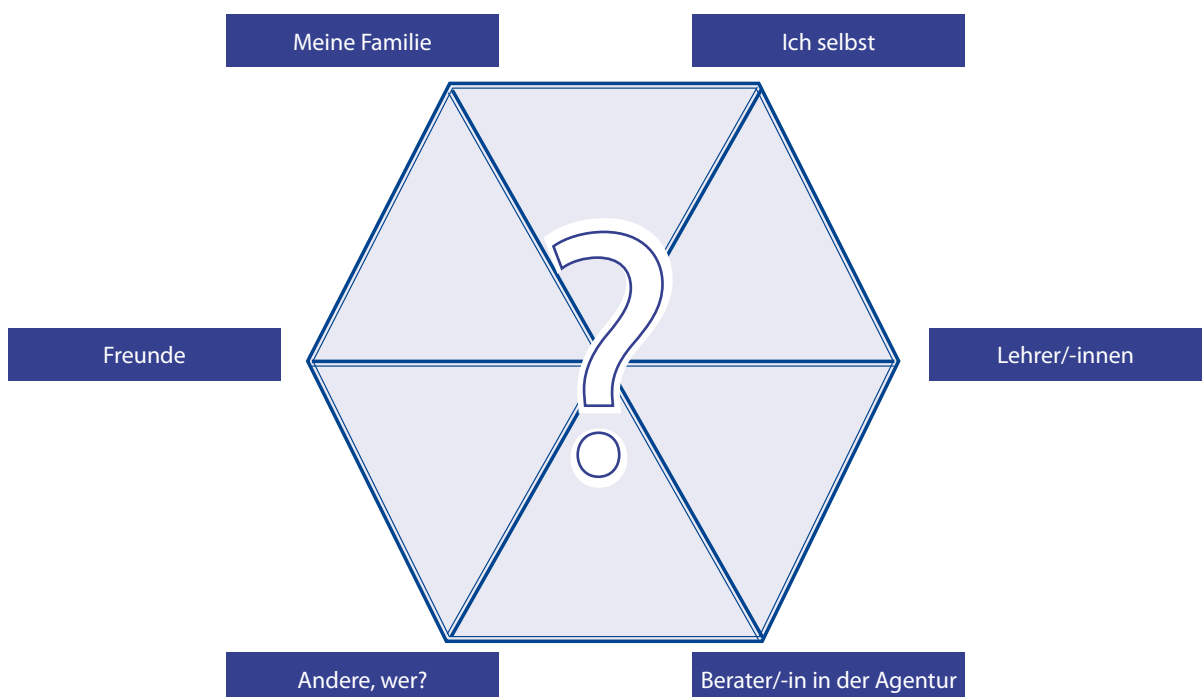 Meine Familie
Ich selbst
?
Freunde
Lehrer/-innen
Andere, wer?
Berater/-in in der Agentur